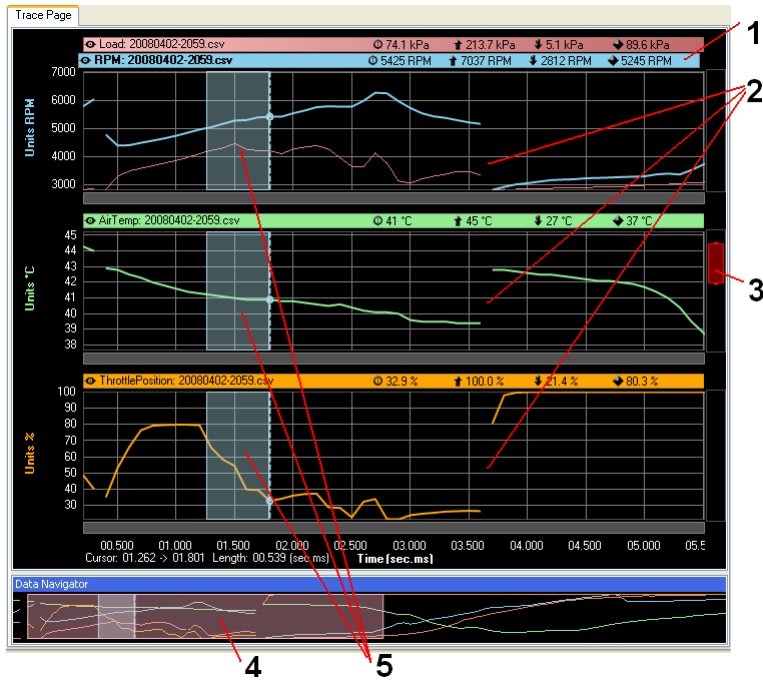 Trace Page
Load: 20080402-2059.csv 74.1 kPa 213.7 kPa 5.1 kPa 89.6 kPa
RPM: 20080402-2059.csv 5425 RPM 7037 RPM 2812 RPM 5245 RPM
1
7000
6000
5000
4000
3000
Units RPM
2
AirTemp: 20080402-2059.csv 41 °C 45 °C 27 °C 37 °C
45
44
43
42
41
40
39
38
Units °C
3
ThrottlePosition: 20080402-2059.csv 32.9 % 100.0 % 21.4 % 80.3 %
100
90
80
70
60
50
40
30
Units %
00.500 01.000 01.500 02.000 02.500 03.000 03.500 04.000 04.500 05.000 05.5
Cursor: 01.262 -> 01.801 Length: 00.539 (sec.ms) Time(sec.ms)
Data Navigator
4
5